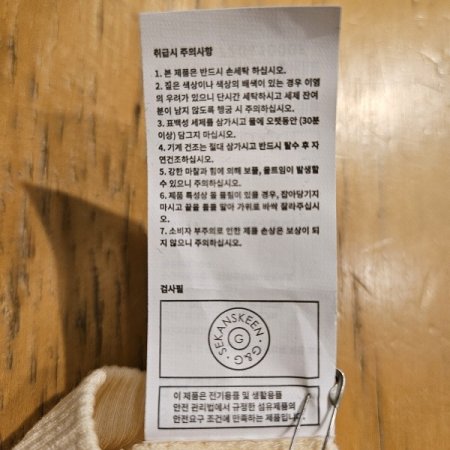 취급시 주의사항
1. 본 제품은 반드시 손세탁 하십시오.
2. 짙은 색상이나 색상의 배색이 있는 경우 이염
의 우려가 있으니 단시간 세탁하시고 세제 잔여
분이 남지 않도록 헹굼 시 주의하십시오.
3. 표백성 세제를 삼가시고 물에 오랫동안 (30분
이상) 담그지 마십시오.
4. 기계 건조는 절대 삼가시고 반드시 탈수 후 자
연건조하십시오.
5. 강한 마찰과 힘에 의해 보풀, 올트임이 발생할
수 있으니 주의하십시오.
6. 제품 특성상 올 풀림이 있을 경우, 잡아당기지
마시고 끝을 돌돌 말아 가위로 바싹 잘라주십시
오.
7. 소비자 부주의로 인한 제품 손상은 보상이 되
지 않으니 주의하십시오.
검사필
SEKANSKEEN · G&G ·
G
이 제품은 전기용품 및 생활용품
안전 관리법에서 규정한 섬유제품의
안전요구 조건에 만족하는 제품입니다.